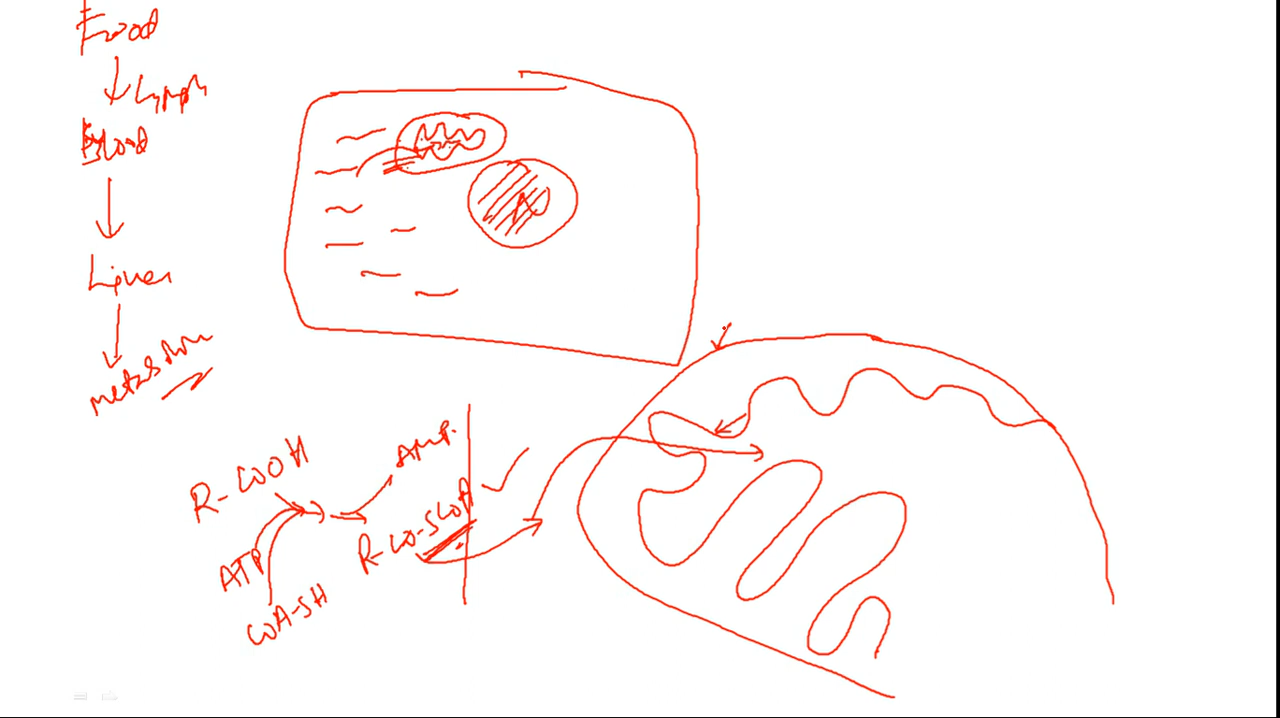 Food
Lymph
Blood
Liver
metabolism
N
R-COOH
AMP.
ATP
R-CO-SCOA
COA-SH